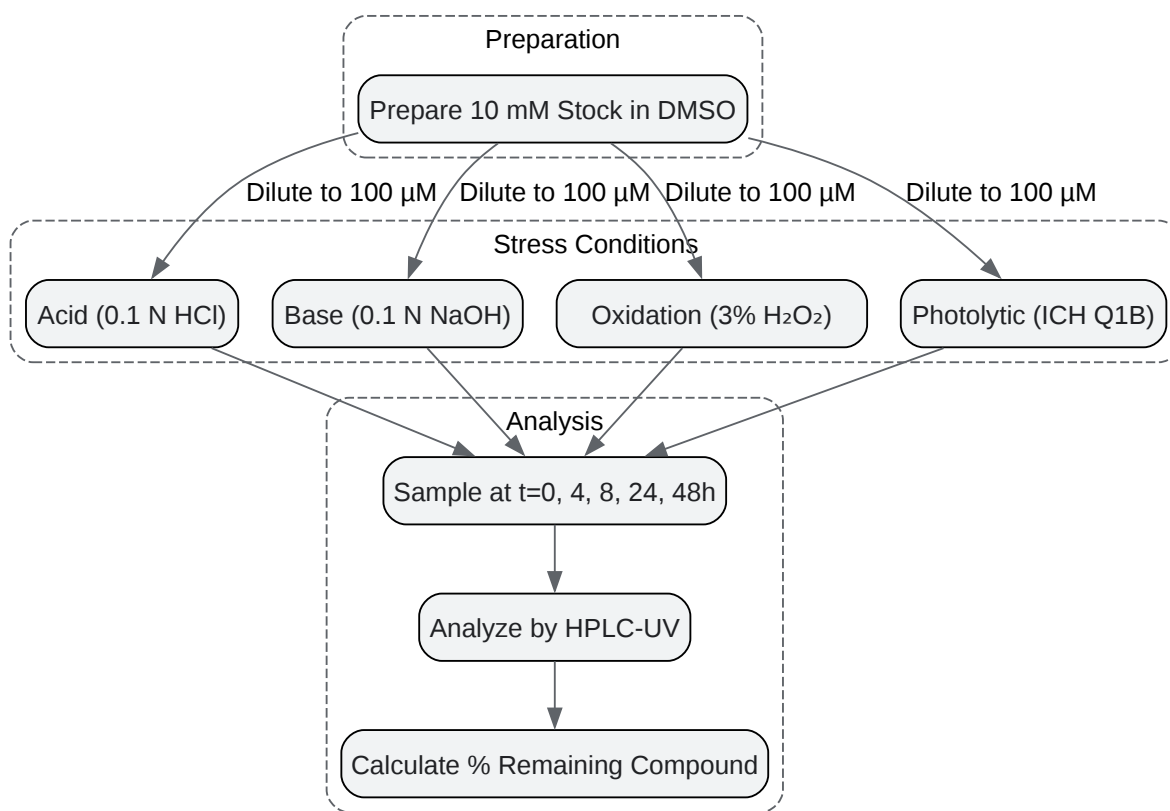 Preparation
Prepare 10 mM Stock in DMSO
Dilute to 100 µM
Dilute to 100 µM
Dilute to 100 µM
Dilute to 100 µM
Stress Conditions
Acid (0.1 N HCl)
Base (0.1 N NaOH)
Oxidation (3% H₂O₂)
Photolytic (ICH Q1B)
Analysis
Sample at t=0, 4, 8, 24, 48h
Analyze by HPLC-UV
Calculate % Remaining Compound